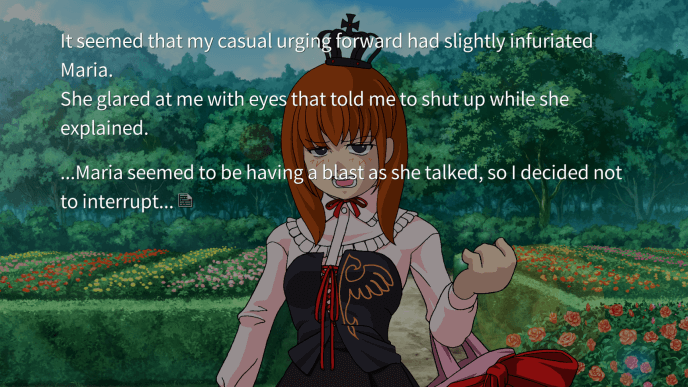 It seemed that my casual urging forward had slightly infuriated
Maria.
She glared at me with eyes that told me to shut up while she
explained.
...Maria seemed to be having a blast as she talked, so I decided not
to interrupt...